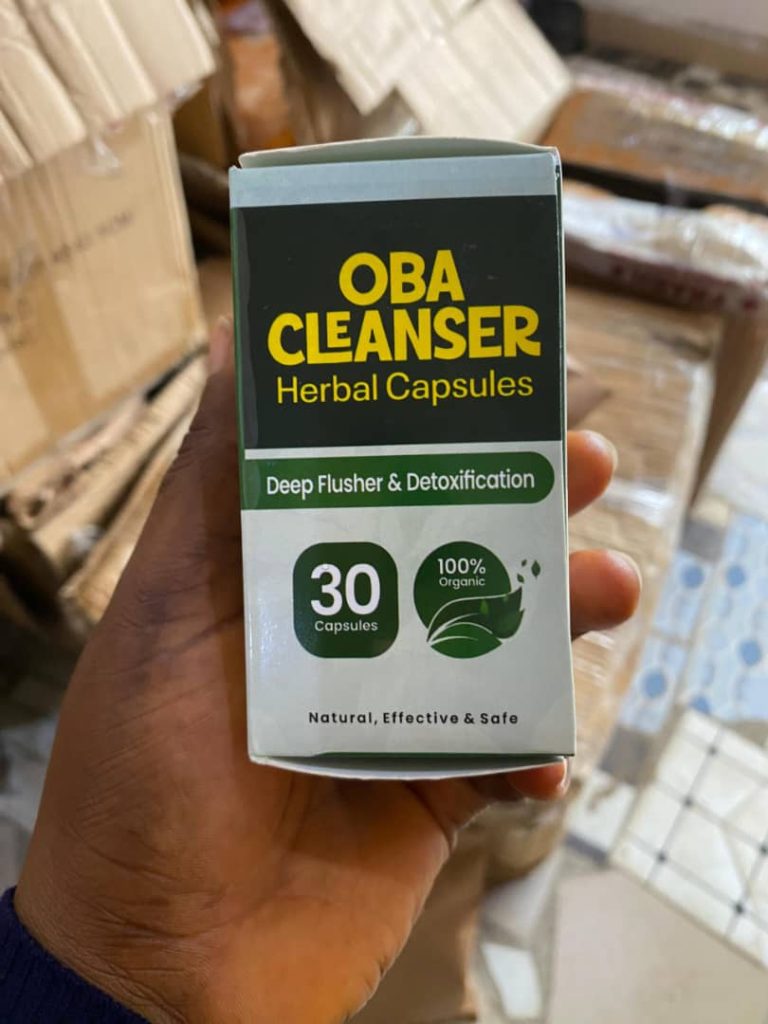 OBA
CLEANSER
Herbal Capsules
Deep Flusher & Detoxification
30
Capsules
100%
Organic
Natural, Effective & Safe